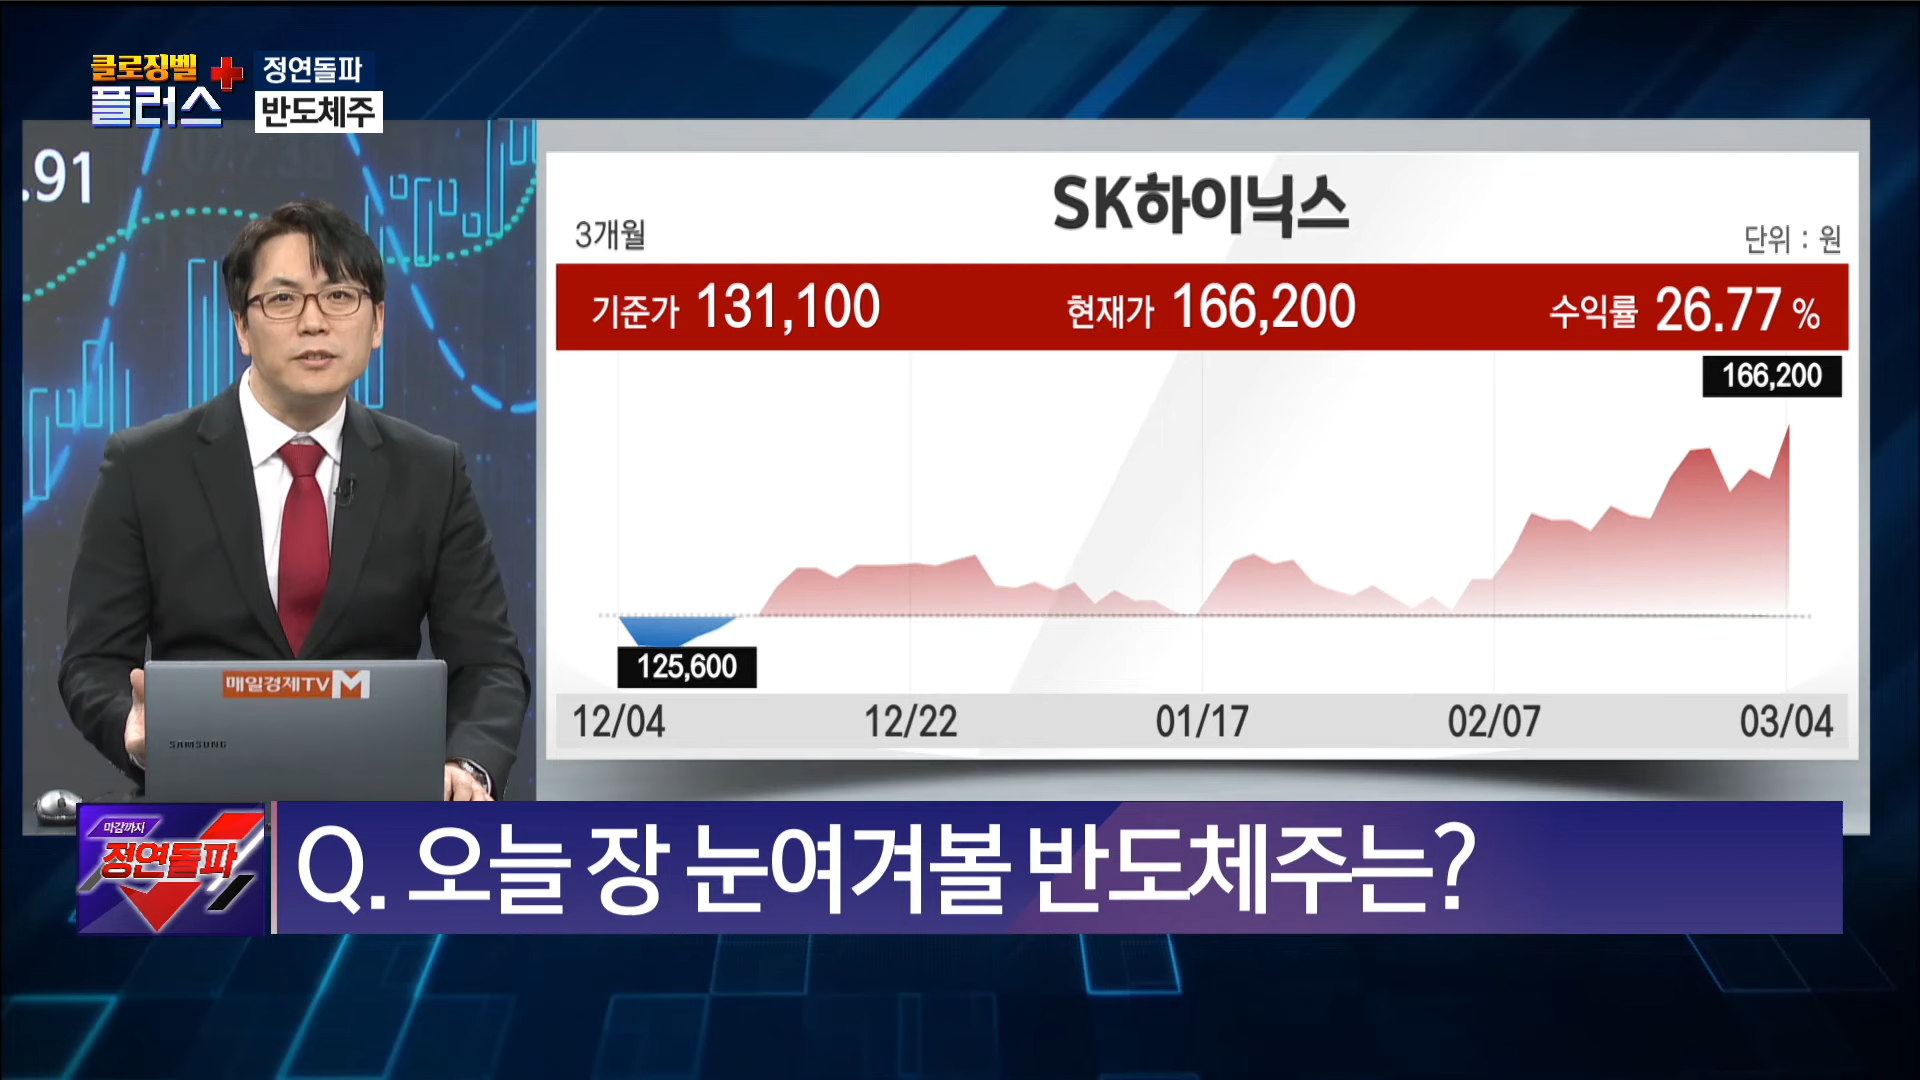 클로징벨
플러스
정연돌파
반도체주
.91
SK하이닉스
3개월
단위 : 원
기준가 131,100
현재가 166,200
수익률 26.77 %
166,200
125,600
12/04 12/22 01/17 02/07 03/04
매일경제TV M
SAMSUNG
마감까지
정연돌파
Q. 오늘 장 눈여겨볼 반도체주는?